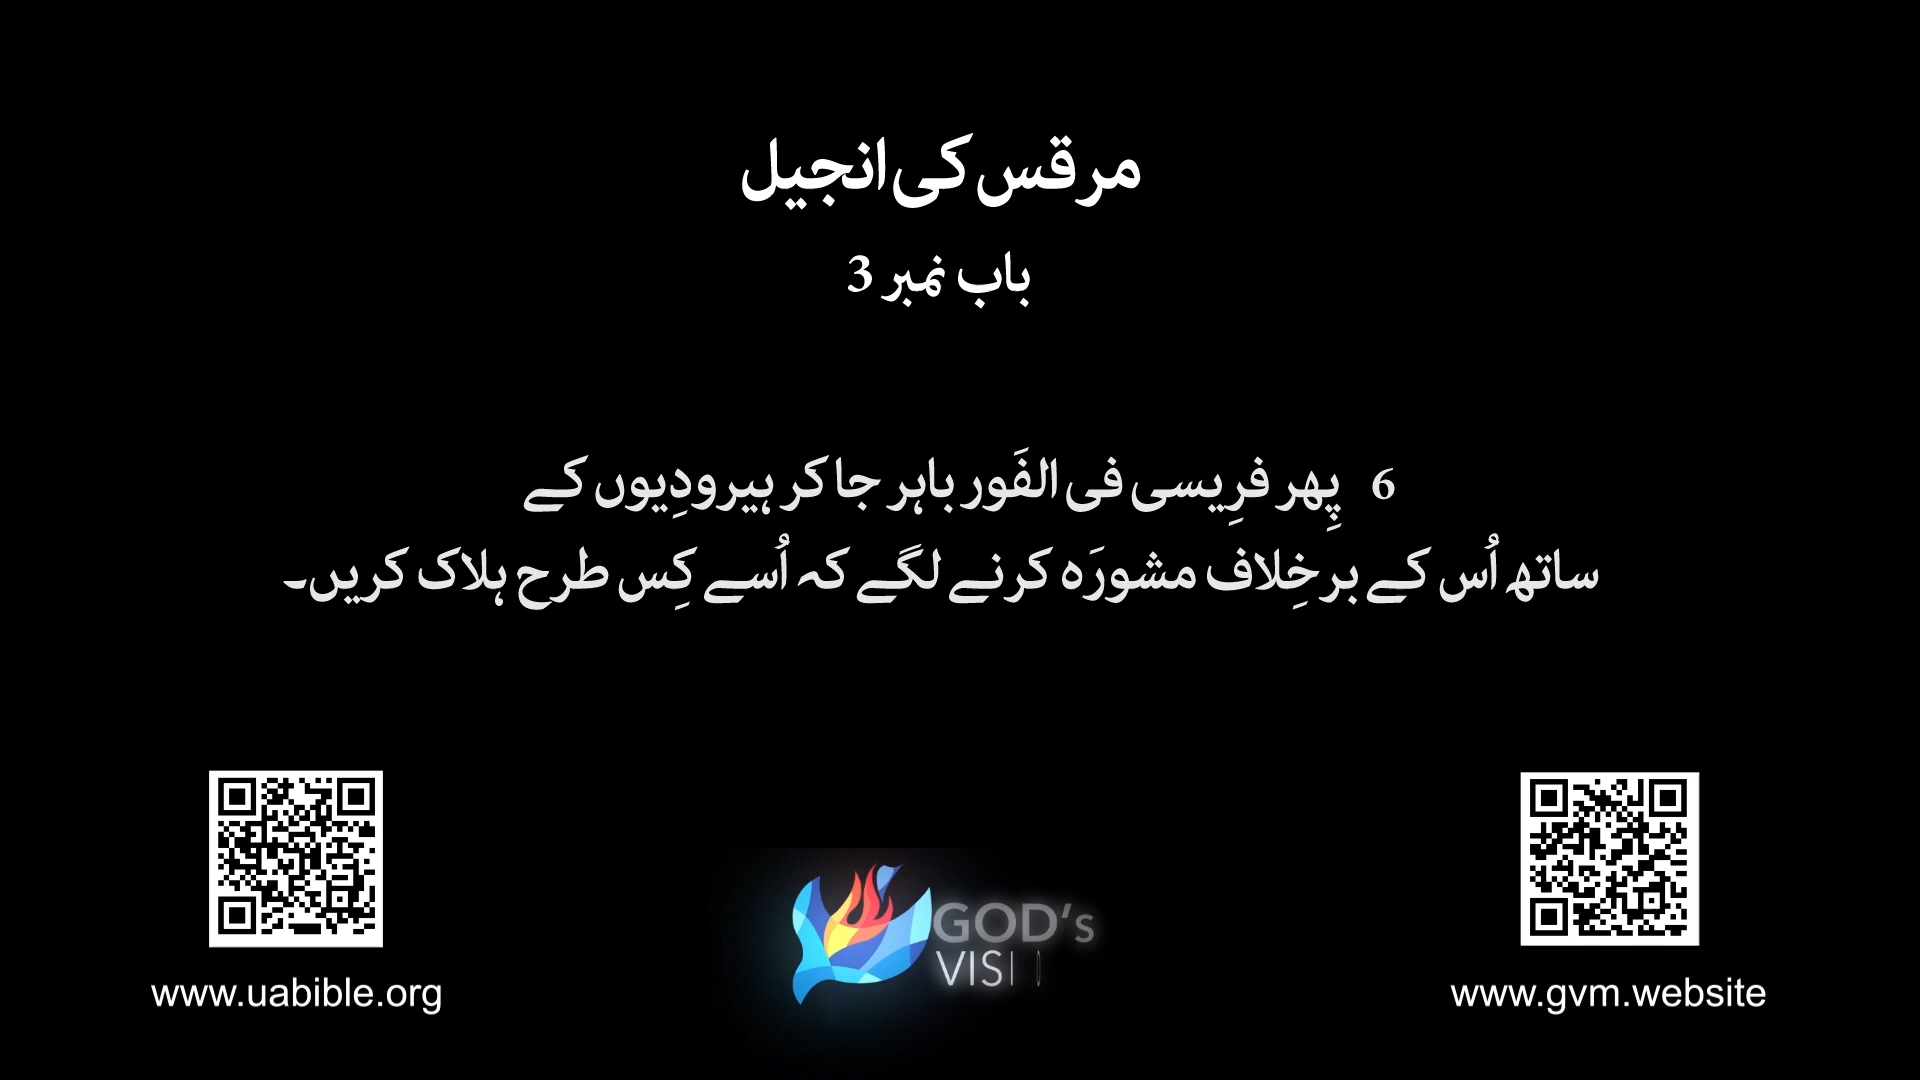 مرقس کی انجیل
باب نمبر 3
6 پِھر فرِیسی فی الفَور باہر جا کر ہیرودِیوں کے
ساتھ اُس کے برخِلاف مشورَہ کرنے لگے کہ اُسے کِس طرح ہلاک کریں۔
GOD's
VISI
www.uabible.org
www.gvm.website